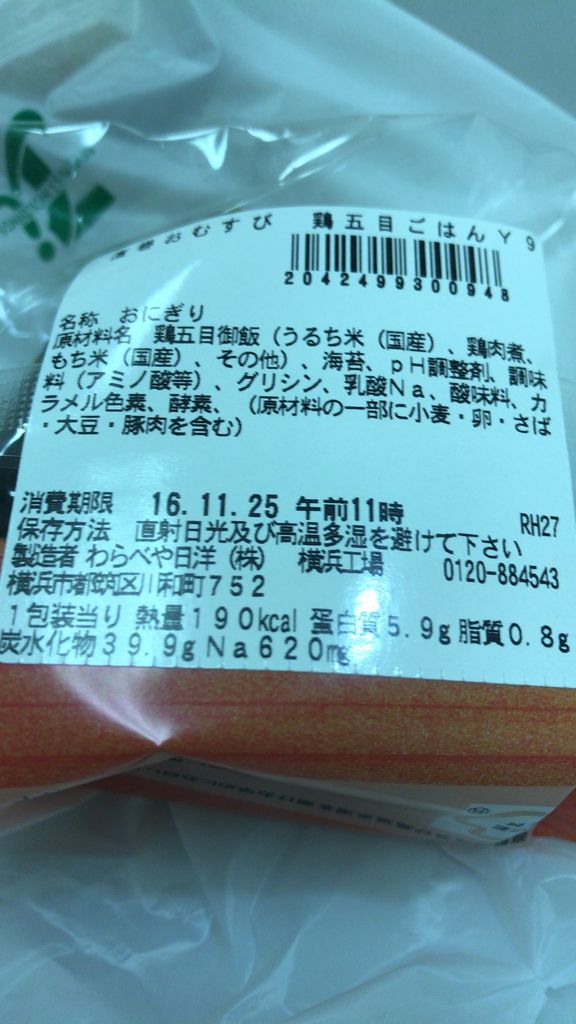 おむすび 鶏五目ごはんY9
2042499300948
名称 おにぎり
原材料名 鶏五目御飯(うるち米(国産)、鶏肉煮、
もち米(国産)、その他)、海苔、pH調整剤、調味
料(アミノ酸等)、グリシン、乳酸Na、酸味料、カ
ラメル色素、酵素、(原材料の一部に小麦・卵・さば
・大豆・豚肉を含む)
消費期限 16.11.25 午前11時
RH27
保存方法 直射日光及び高温多湿を避けて下さい
製造者 わらべや日洋(株) 横浜工場 0120-884543
横浜市都筑区川和町752
1包装当り 熱量190kcal 蛋白質5.9g 脂質0.8g
炭水化物39.9g Na620mg